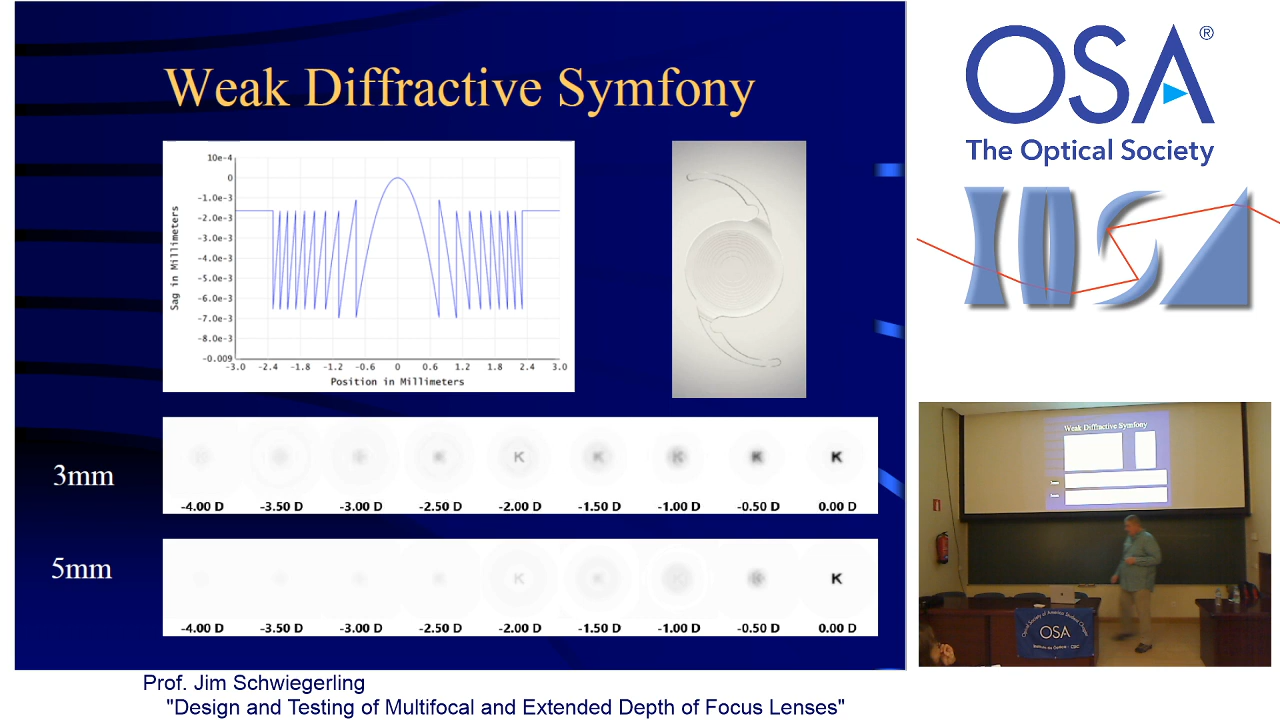 Weak Diffractive Symfony
10e-4
0
-1.0e-3
-2.0e-3
-3.0e-3
-4.0e-3
-5.0e-3
-6.0e-3
-7.0e-3
-8.0e-3
-0.009
Sag in Millimeters
-3.0 -2.4 -1.8 -1.2 -0.6 0 0.6 1.2 1.8 2.4 3.0
Position in Millimeters
3mm
K K K K K
-4.00 D -3.50 D -3.00 D -2.50 D -2.00 D -1.50 D -1.00 D -0.50 D 0.00 D
5mm
K K
-4.00 D -3.50 D -3.00 D -2.50 D -2.00 D -1.50 D -1.00 D -0.50 D 0.00 D
OSA®
The Optical Society
IOSA
Weak Diffractive Symfony
OSA
Prof. Jim Schwiegerling
"Design and Testing of Multifocal and Extended Depth of Focus Lenses"